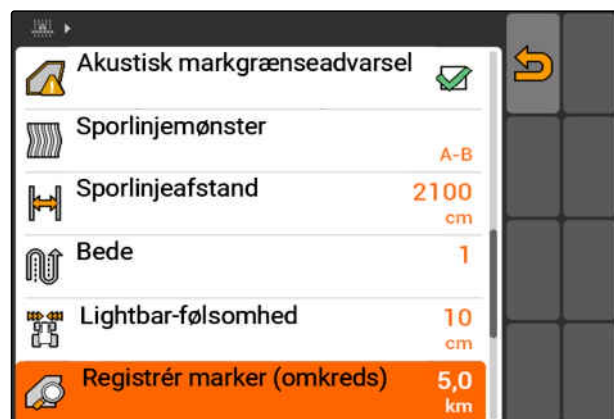 Akustisk markgrænseadvarsel
Sporlinjemønster
A-B
Sporlinjeafstand
2100
cm
Bede
1
Lightbar-følsomhed
10
cm
Registrér marker (omkreds)
5,0
km